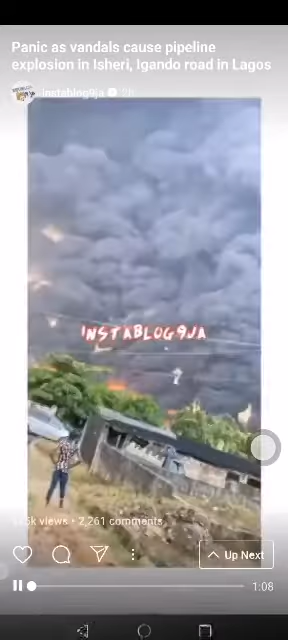 Panic as vandals cause pipeline
explosion in Isheri, Igando road in Lagos
instablog9ja
INSTABLOG9JA
views • 2,261 comments
Up Next
1:08